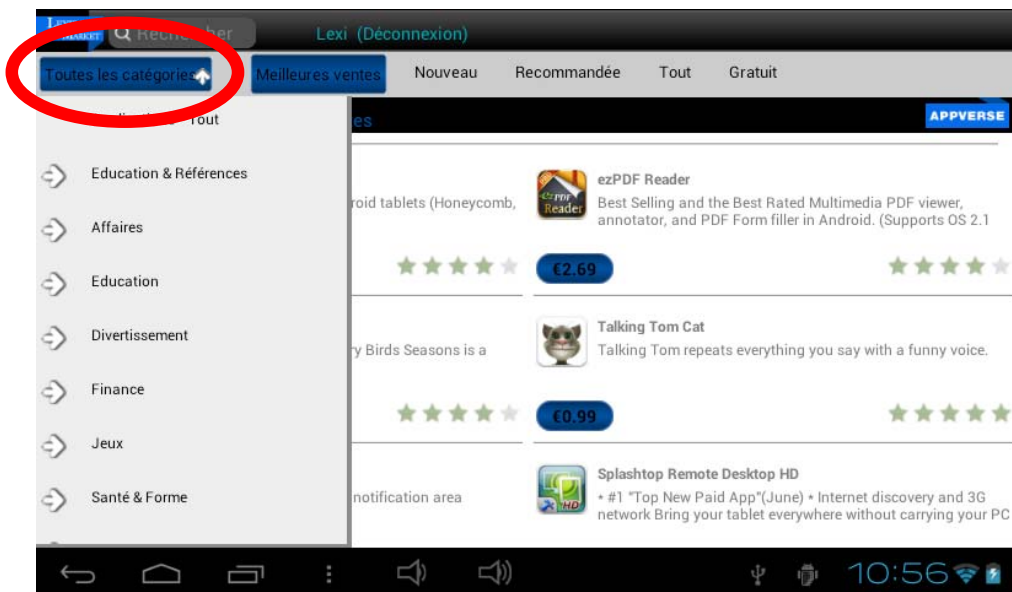 Lexi (Déconnexion)
Toutes les catégories Meilleures ventes Nouveau Recommandée Tout Gratuit
Tout
APPVERSE
Education & Références
Affaires
Education
Divertissement
Finance
Jeux
Santé & Forme
roid tablets (Honeycomb,
ry Birds Seasons is a
notification area
ezPDF Reader
Best Selling and the Best Rated Multimedia PDF viewer,
annotator, and PDF Form filler in Android. (Supports OS 2.1
€2.69
Talking Tom Cat
Talking Tom repeats everything you say with a funny voice.
€0.99
Splashtop Remote Desktop HD
* #1 "Top New Paid App"(June) * Internet discovery and 3G
network Bring your tablet everywhere without carrying your PC
10:56